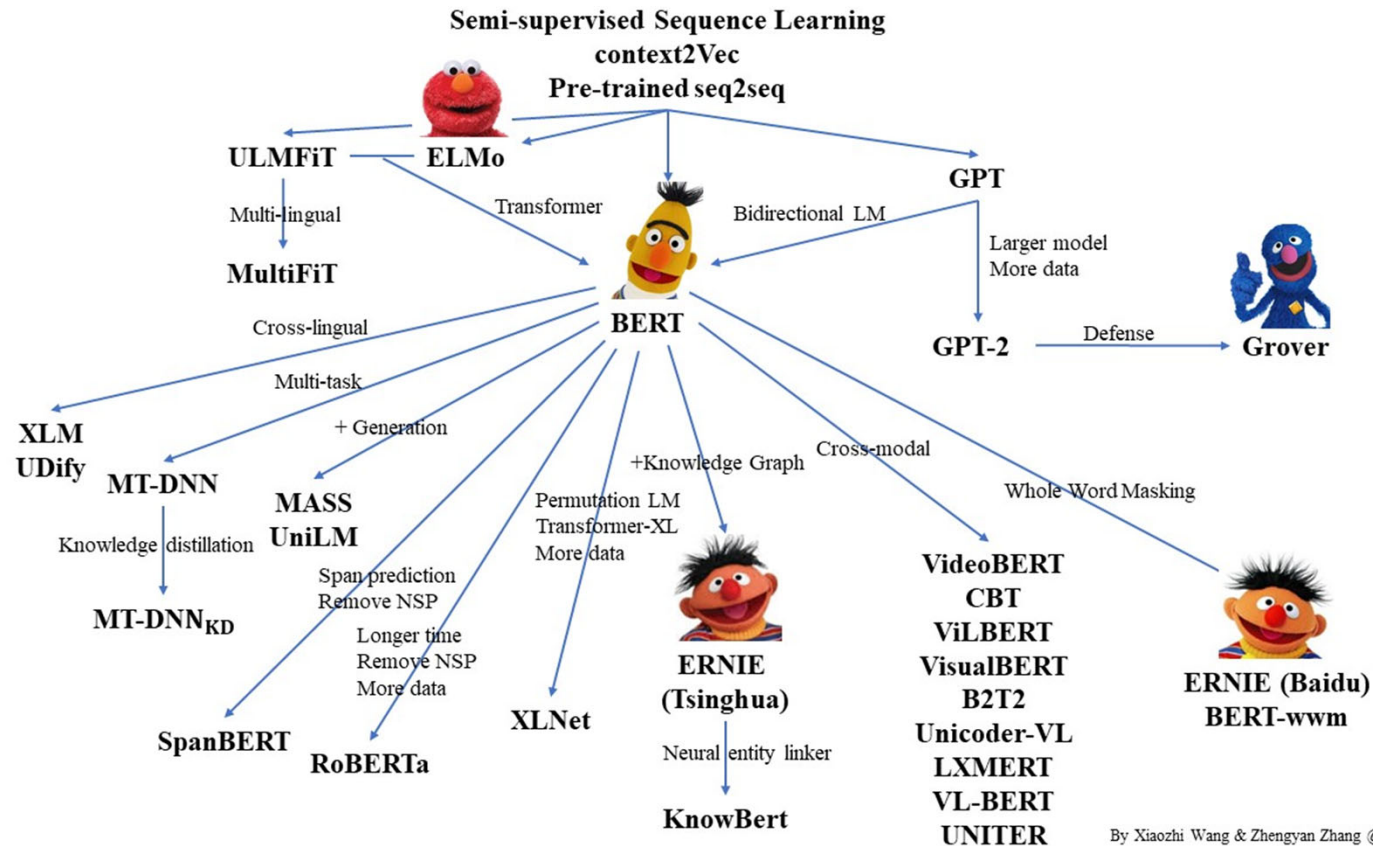 Semi-supervised Sequence Learning
context2Vec
Pre-trained seq2seq
ULMFiT
ELMo
GPT
Multi-lingual
Transformer
Bidirectional LM
Larger model
More data
MultiFiT
BERT
GPT-2
Defense
Grover
Cross-lingual
Multi-task
+ Generation
+Knowledge Graph
Cross-modal
Whole Word Masking
XLM
UDify
MT-DNN
MASS
UniLM
Permutation LM
Transformer-XL
More data
Knowledge distillation
Span prediction
Remove NSP
MT-DNNKD
Longer time
Remove NSP
More data
SpanBERT
RoBERTa
XLNet
ERNIE
(Tsinghua)
Neural entity linker
KnowBert
VideoBERT
CBT
ViLBERT
VisualBERT
B2T2
Unicoder-VL
LXMERT
VL-BERT
UNITER
ERNIE (Baidu)
BERT-wwm
By Xiaozhi Wang & Zhengyan Zhang @